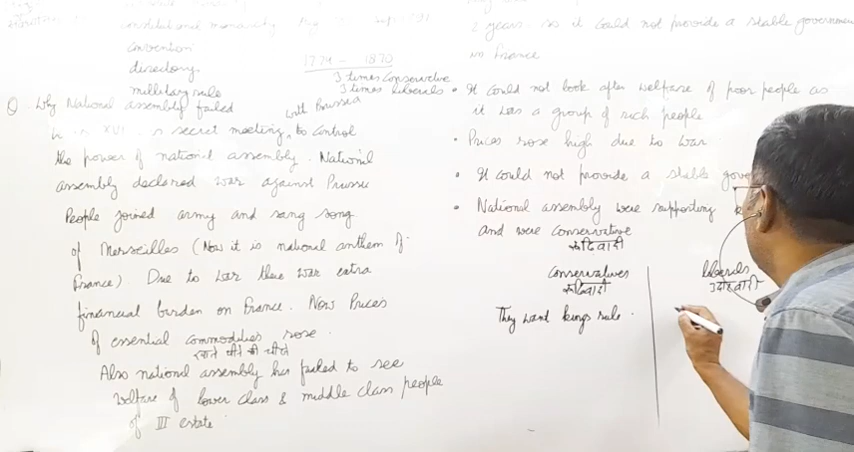 constitutional monarchy
convention
directory
millitary rule
1774 - 1870
3 times conservative
3 times liberals
Q. Why National assembly failed
XVI secret meeting with Prussia to control
the power of national assembly. National
assembly declared war against Prussia
People joined army and sang song
of Merseilles (Now it is national anthem of
France). Due to war there war extra
financial burden on France. Now Prices
of essential commodities rose.
खाने पीने की चीजें
Also national assembly has failed to see
welfare of lower class & middle class people
of III estate
2 years. so it could not provide a stable government
France
• It could not look after welfare of poor people as
it was a group of rich people
• Prices rose high due to war
• It could not provide a stable
• National assembly were supporting
and were conservative
रूढिवादी
Conservatives
रूढिवादी
They want kings rule.
liberals
उदारवादी